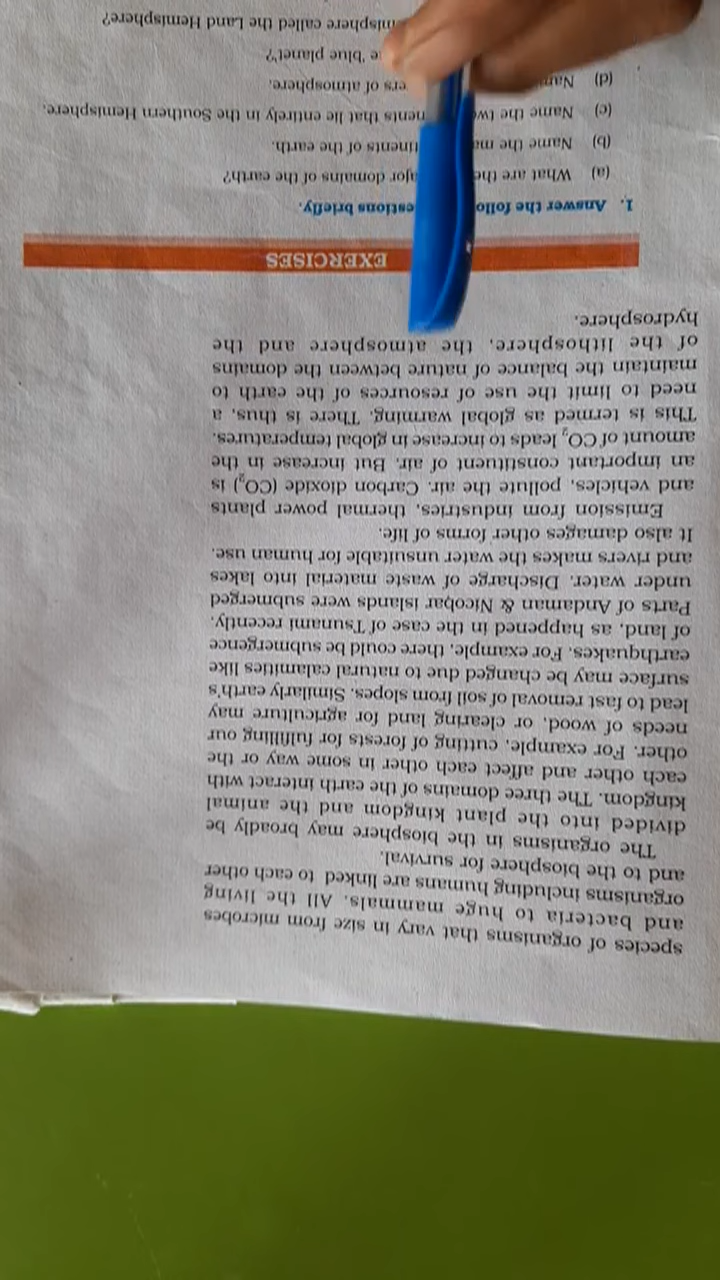 species of organisms that vary in size from microbes
and bacteria to huge mammals. All the living
organisms including humans are linked to each other
and to the biosphere for survival.
The organisms in the biosphere may broadly be
divided into the plant kingdom and the animal
kingdom. The three domains of the earth interact with
each other and affect each other in some way or the
other. For example, cutting of forests for fulfilling our
needs of wood, or clearing land for agriculture may
lead to fast removal of soil from slopes. Similarly earth's
surface may be changed due to natural calamities like
earthquakes. For example, there could be submergence
of land, as happened in the case of Tsunami recently.
Parts of Andaman & Nicobar islands were submerged
under water. Discharge of waste material into lakes
and rivers makes the water unsuitable for human use.
It also damages other forms of life.
Emission from industries, thermal power plants
and vehicles, pollute the air. Carbon dioxide (CO₂) is
an important constituent of air. But increase in the
amount of CO₂ leads to increase in global temperatures.
This is termed as global warming. There is thus, a
need to limit the use of resources of the earth to
maintain the balance of nature between the domains
of the lithosphere, the atmosphere and the
hydrosphere.
EXERCISES
1. Answer the follo estions briefly.
(a) What are the ajor domains of the earth?
(b) Name the ma tinents of the earth.
(c) Name the tw nents that lie entirely in the Southern Hemisphere.
(d) Nam ers of atmosphere.
e 'blue planet'?
misphere called the Land Hemisphere?